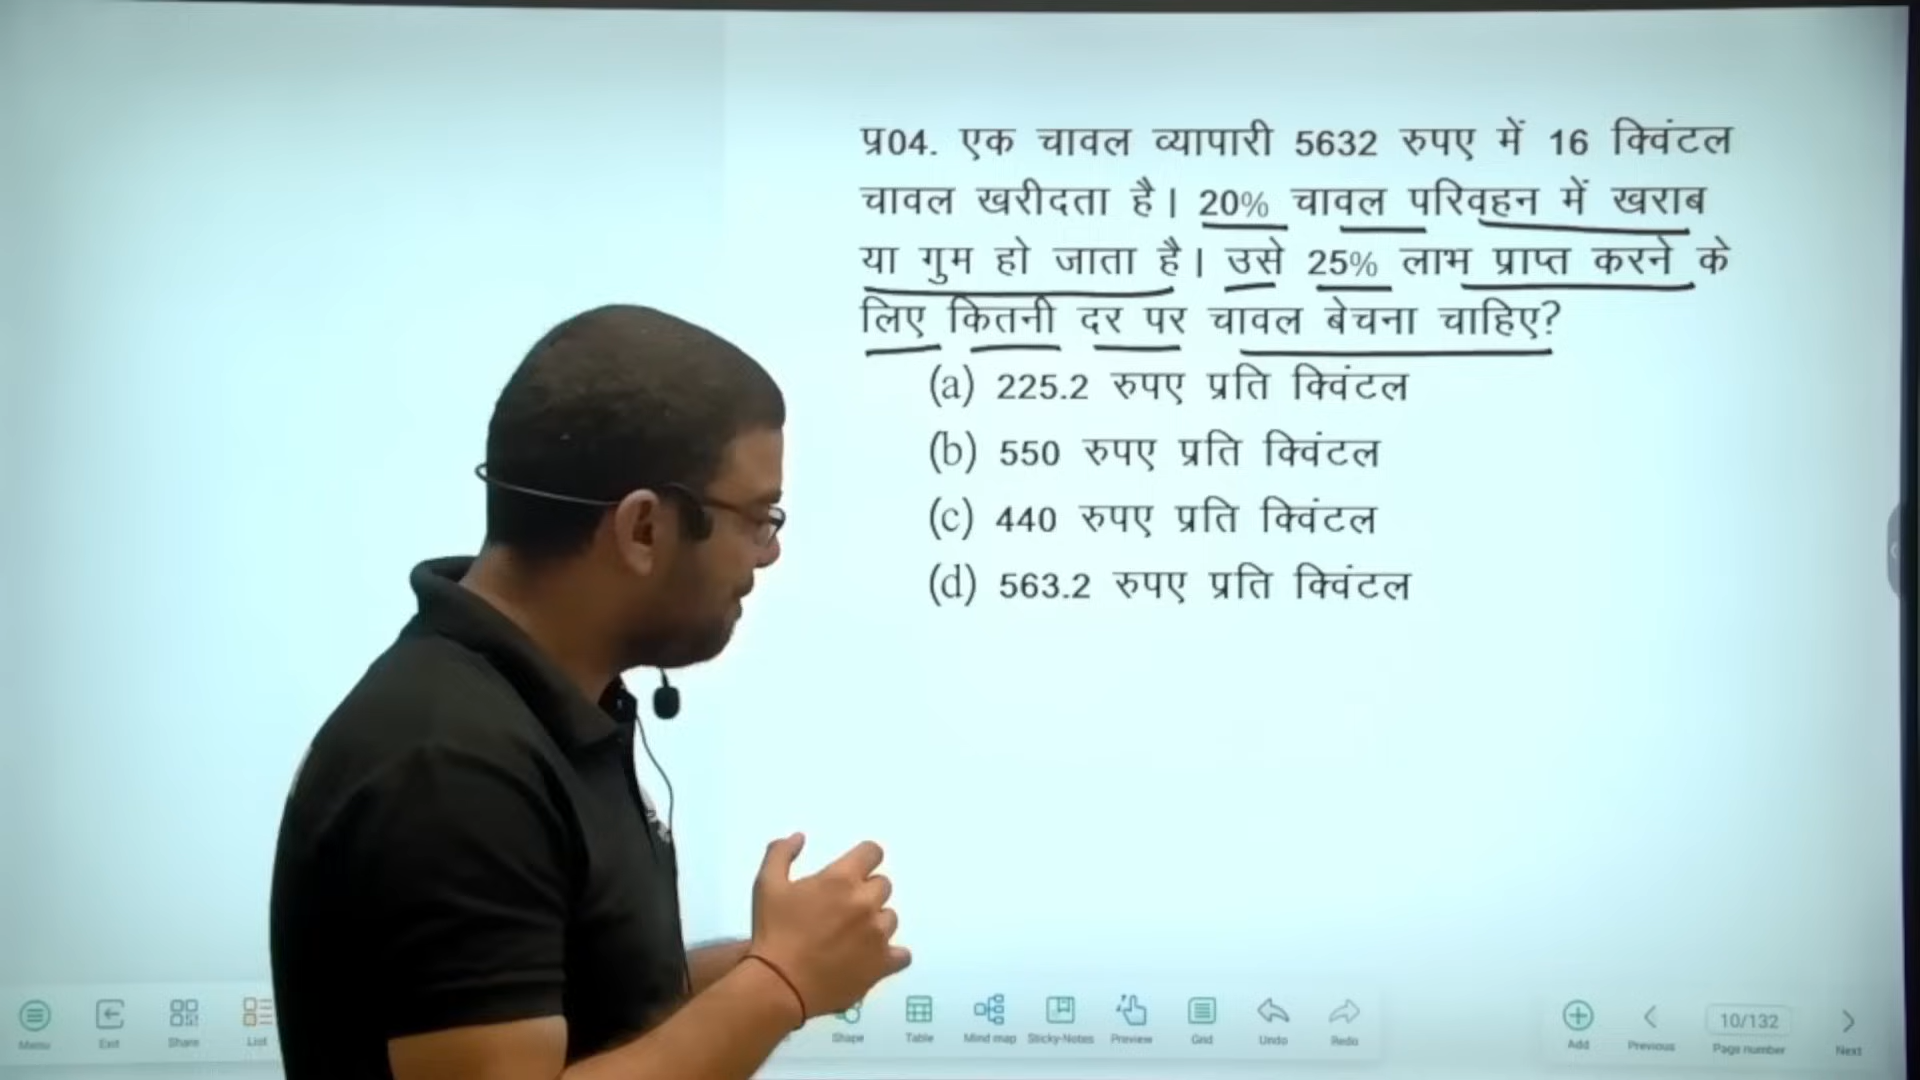 प्र04. एक चावल व्यापारी 5632 रुपए में 16 क्विंटल
चावल खरीदता है। 20% चावल परिवहन में खराब
या गुम हो जाता है। उसे 25% लाभ प्राप्त करने के
लिए कितनी दर पर चावल बेचना चाहिए?
(a) 225.2 रुपए प्रति क्विंटल
(b) 550 रुपए प्रति क्विंटल
(c) 440 रुपए प्रति क्विंटल
(d) 563.2 रुपए प्रति क्विंटल
Menu Exit Share List Shape Table Mind map Sticky-Notes Preview Grid Undo Redo Add Previous 10/132 Next
Page number